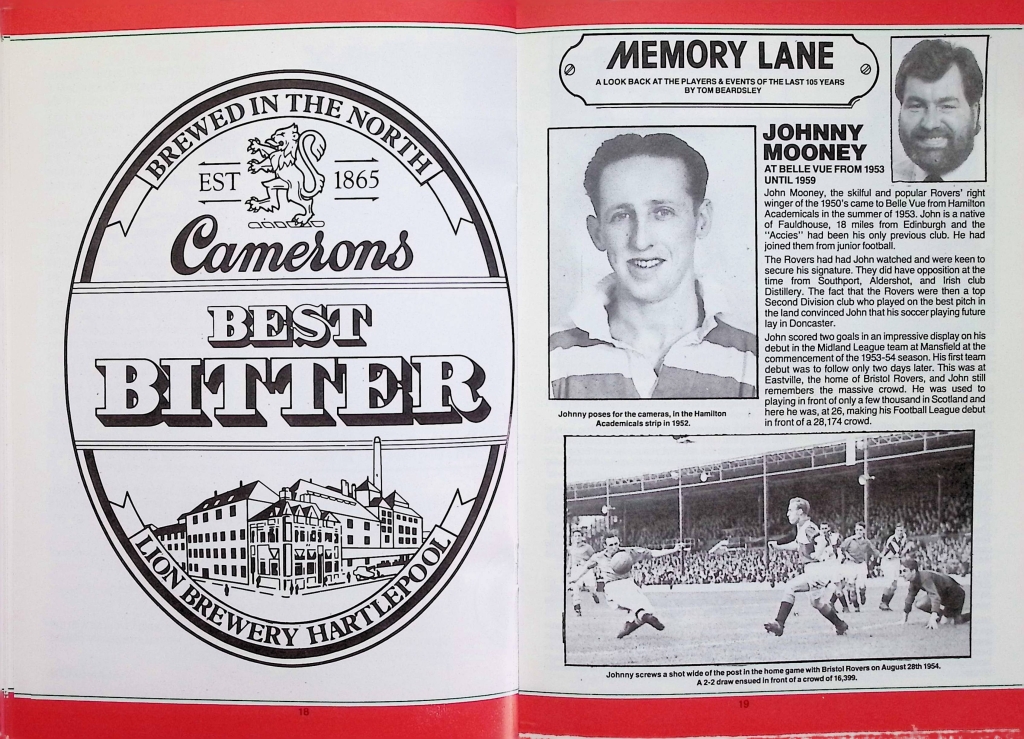 BREWED IN THE NORTH
EST 1865
Camerons
BEST
BITTER
LION BREWERY HARTLEPOOL
18
MEMORY LANE
A LOOK BACK AT THE PLAYERS & EVENTS OF THE LAST 105 YEARS
BY TOM BEARDSLEY
JOHNNY
MOONEY
AT BELLE VUE FROM 1953
UNTIL 1959
John Mooney, the skilful and popular Rovers' right
winger of the 1950's came to Belle Vue from Hamilton
Academicals in the summer of 1953. John is a native
of Fauldhouse, 18 miles from Edinburgh and the
"Accies" had been his only previous club. He had
joined them from junior football.
The Rovers had had John watched and were keen to
secure his signature. They did have opposition at the
time from Southport, Aldershot, and Irish club
Distillery. The fact that the Rovers were then a top
Second Division club who played on the best pitch in
the land convinced John that his soccer playing future
lay in Doncaster.
John scored two goals in an impressive display on his
debut in the Midland League team at Mansfield at the
commencement of the 1953-54 season. His first team
debut was to follow only two days later. This was at
Eastville, the home of Bristol Rovers, and John still
remembers the massive crowd. He was used to
playing in front of only a few thousand in Scotland and
here he was, at 26, making his Football League debut
in front of a 28,174 crowd.
Johnny poses for the cameras, in the Hamilton
Academicals strip in 1952.
Johnny screws a shot wide of the post in the home game with Bristol Rovers on August 28th 1954.
A 2-2 draw ensued in front of a crowd of 16,399.
19